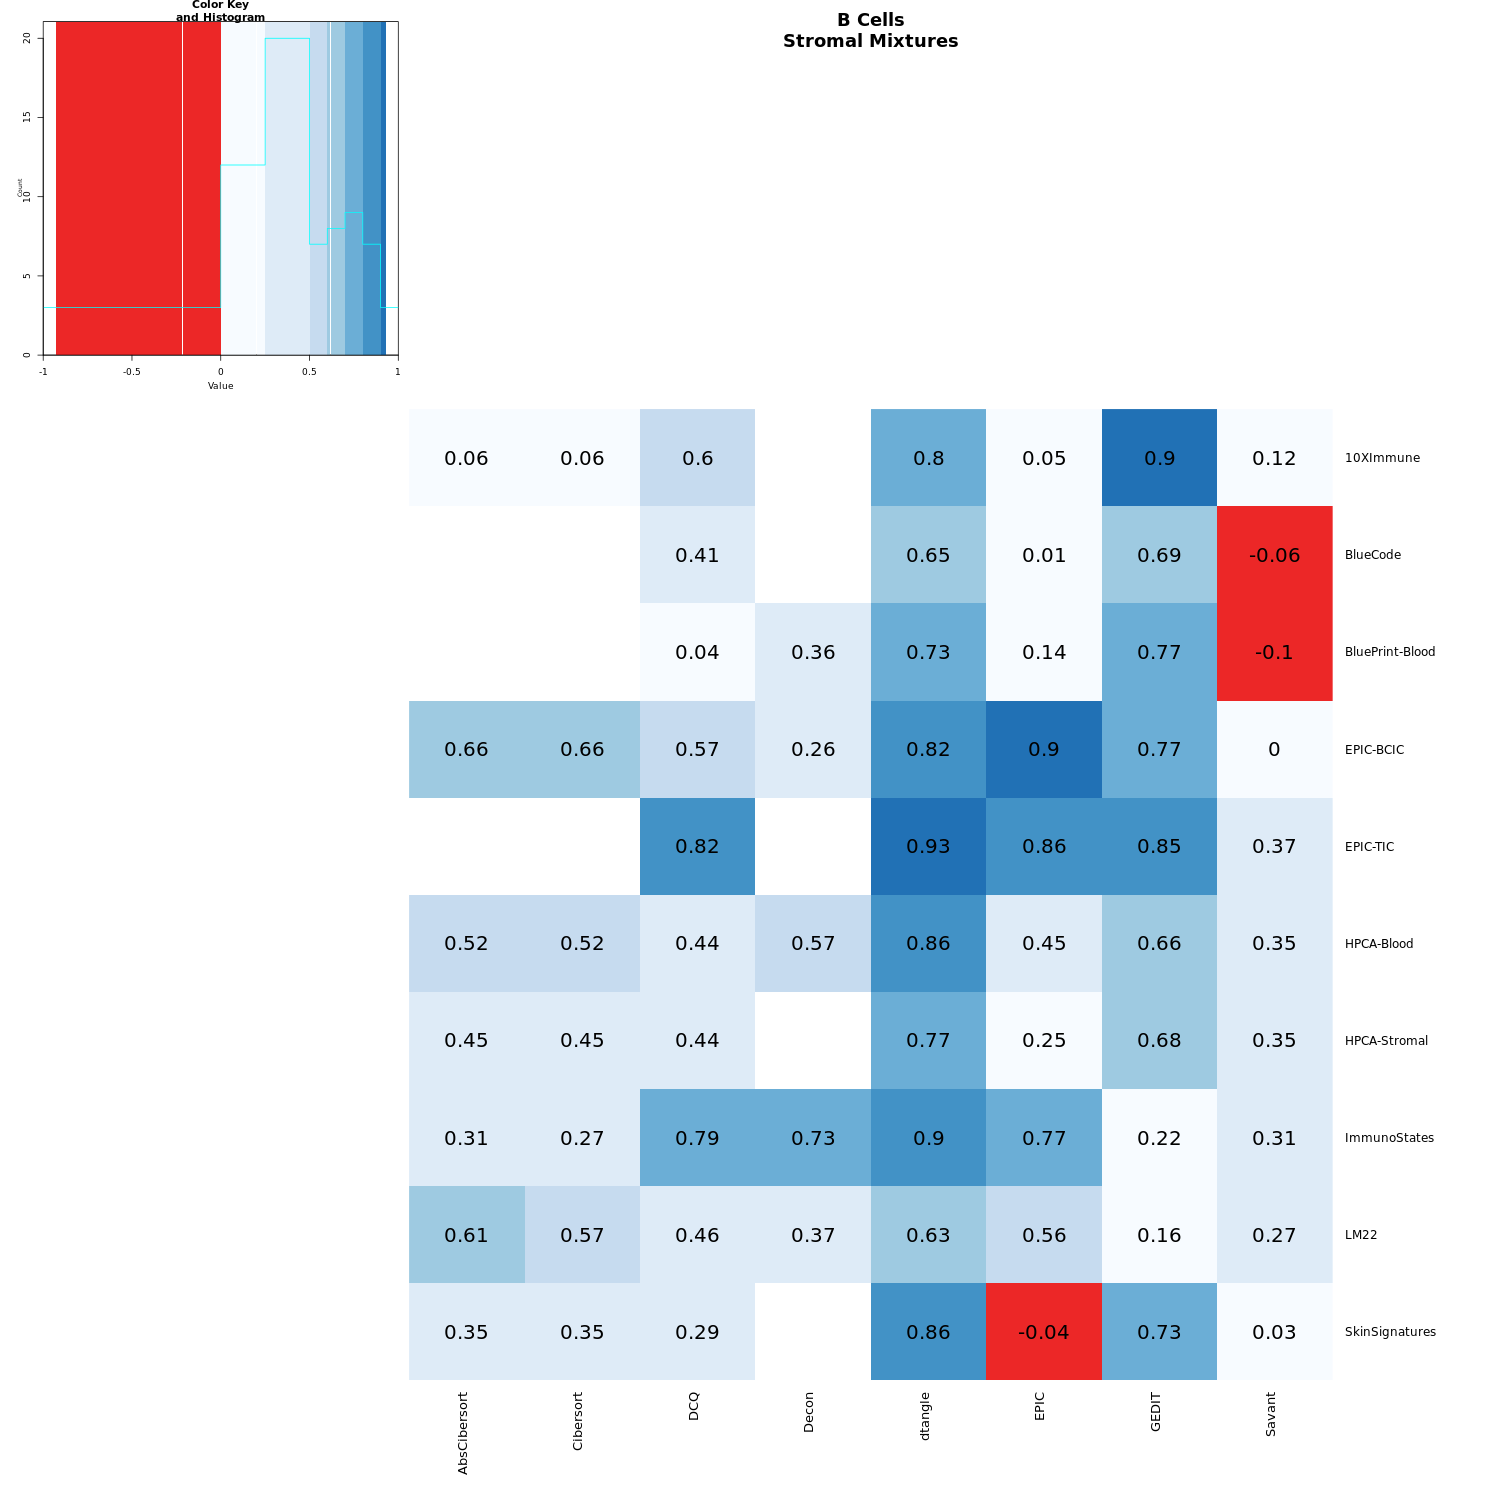 Color Key
and Histogram
B Cells
Stromal Mixtures
20
15
10
5
0
Count
-1 -0.5 0 0.5 1
Value
0.06 0.06 0.6 0.8 0.05 0.9 0.12 10XImmune
0.41 0.65 0.01 0.69 -0.06 BlueCode
0.04 0.36 0.73 0.14 0.77 -0.1 BluePrint-Blood
0.66 0.66 0.57 0.26 0.82 0.9 0.77 0 EPIC-BCIC
0.82 0.93 0.86 0.85 0.37 EPIC-TIC
0.52 0.52 0.44 0.57 0.86 0.45 0.66 0.35 HPCA-Blood
0.45 0.45 0.44 0.77 0.25 0.68 0.35 HPCA-Stromal
0.31 0.27 0.79 0.73 0.9 0.77 0.22 0.31 ImmunoStates
0.61 0.57 0.46 0.37 0.63 0.56 0.16 0.27 LM22
0.35 0.35 0.29 0.86 -0.04 0.73 0.03 SkinSignatures
AbsCibersort
Cibersort
DCQ
Decon
dtangle
EPIC
GEDIT
Savant